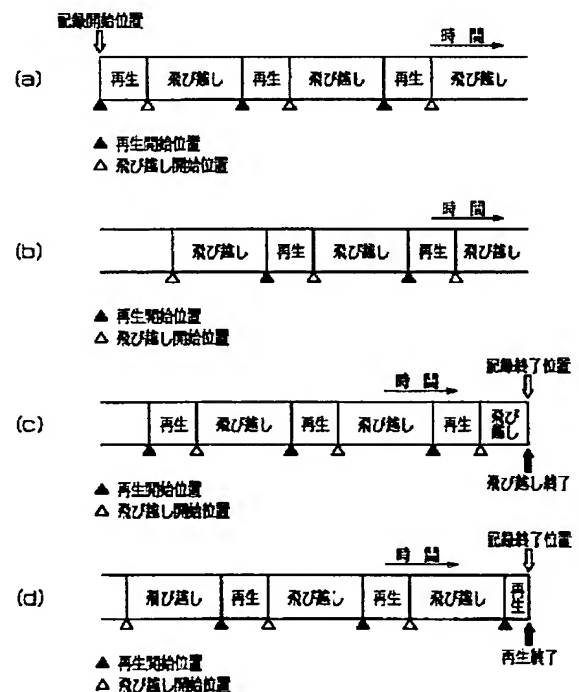 記録開始位置
時 間
(a)
再生 飛び越し 再生 飛び越し 再生 飛び越し
▲ 再生開始位置
△ 飛び越し開始位置
時 間
(b)
飛び越し 再生 飛び越し 再生 飛び越し
▲ 再生開始位置
△ 飛び越し開始位置
記録終了位置
時 間
(c)
再生 飛び越し 再生 飛び越し 再生 飛び越し
飛び越し終了
▲ 再生開始位置
△ 飛び越し開始位置
記録終了位置
時 間
(d)
飛び越し 再生 飛び越し 再生 飛び越し 再生
再生終了
▲ 再生開始位置
△ 飛び越し開始位置